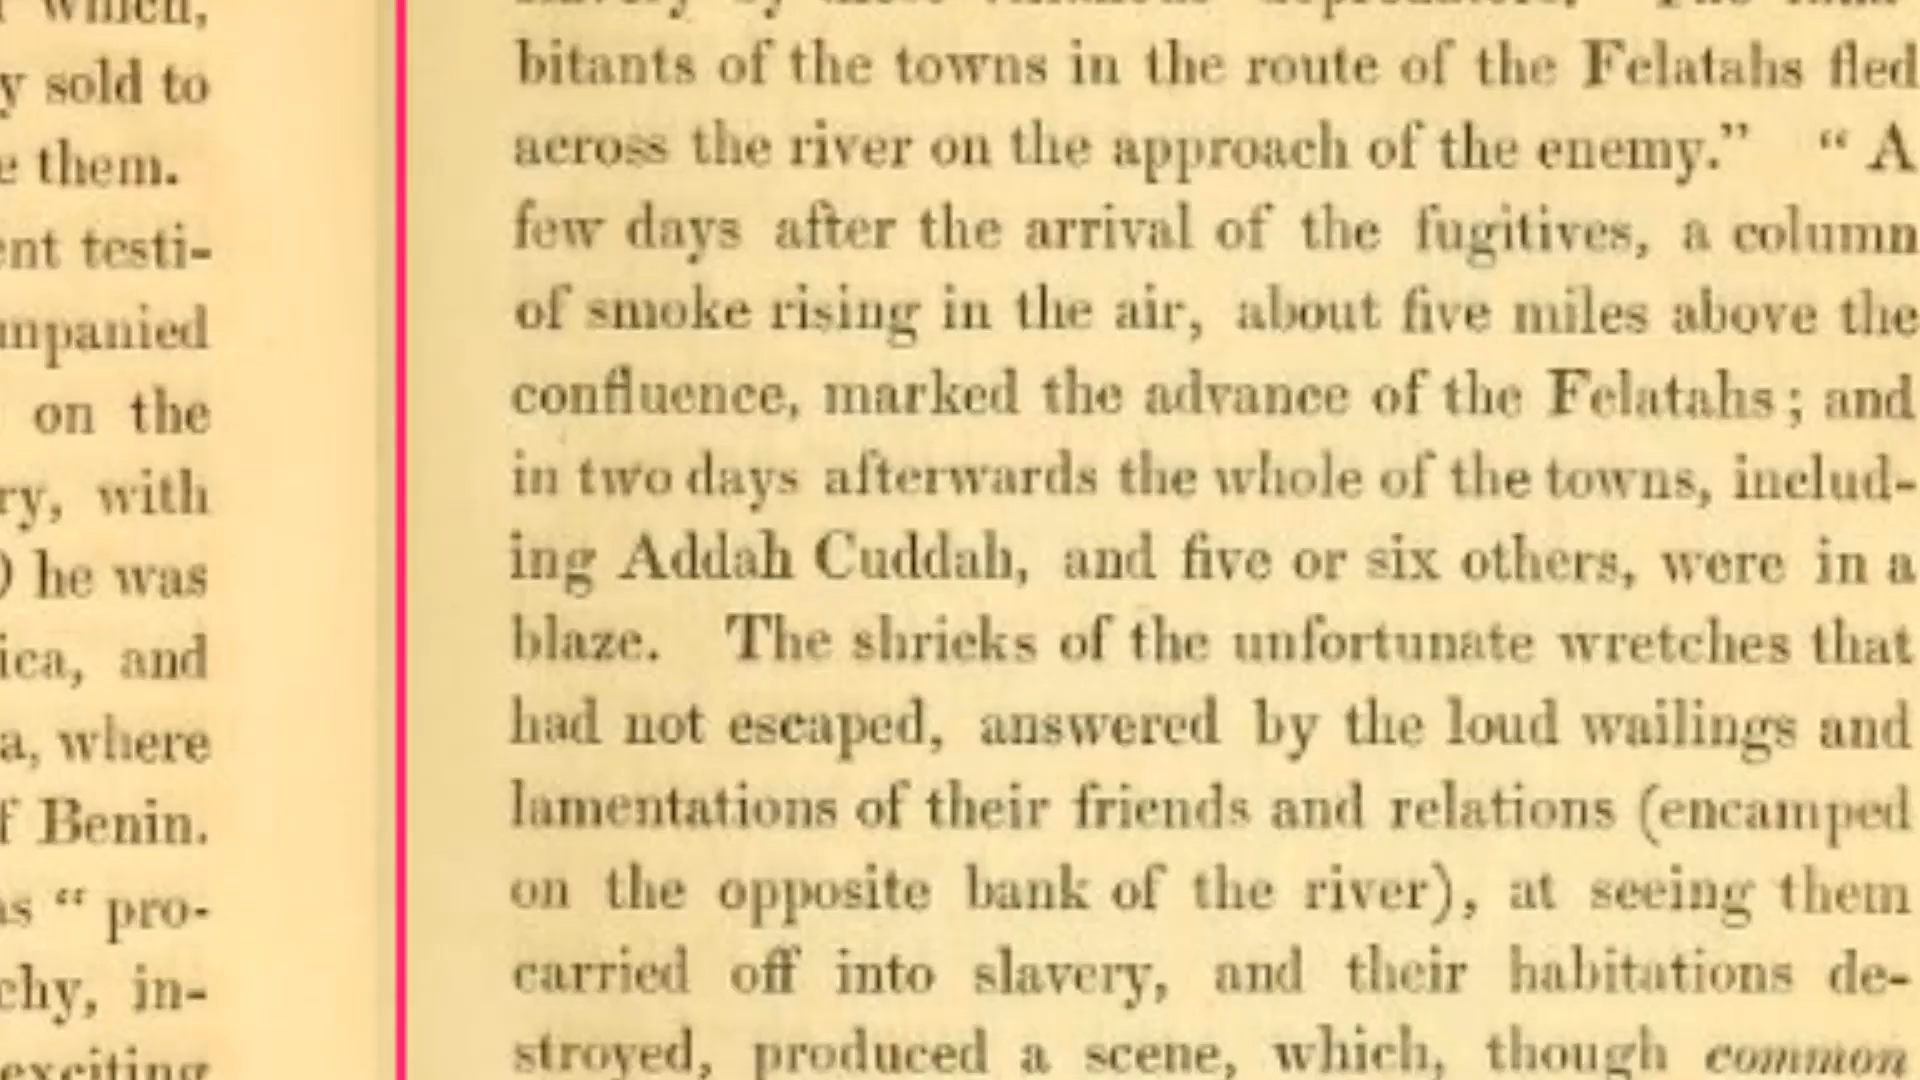 which,
sold to
them.
testi-
on the
with
he was
and
where
Benin.
" pro-
in-
exciting
bitants of the towns in the route of the Felatahs fled
across the river on the approach of the enemy." " A
few days after the arrival of the fugitives, a column
of smoke rising in the air, about five miles above the
confluence, marked the advance of the Felatahs; and
in two days afterwards the whole of the towns, includ-
ing Addah Cuddah, and five or six others, were in a
blaze. The shrieks of the unfortunate wretches that
had not escaped, answered by the loud wailings and
lamentations of their friends and relations (encamped
on the opposite bank of the river), at seeing them
carried off into slavery, and their habitations de-
stroyed, produced a scene, which, though common